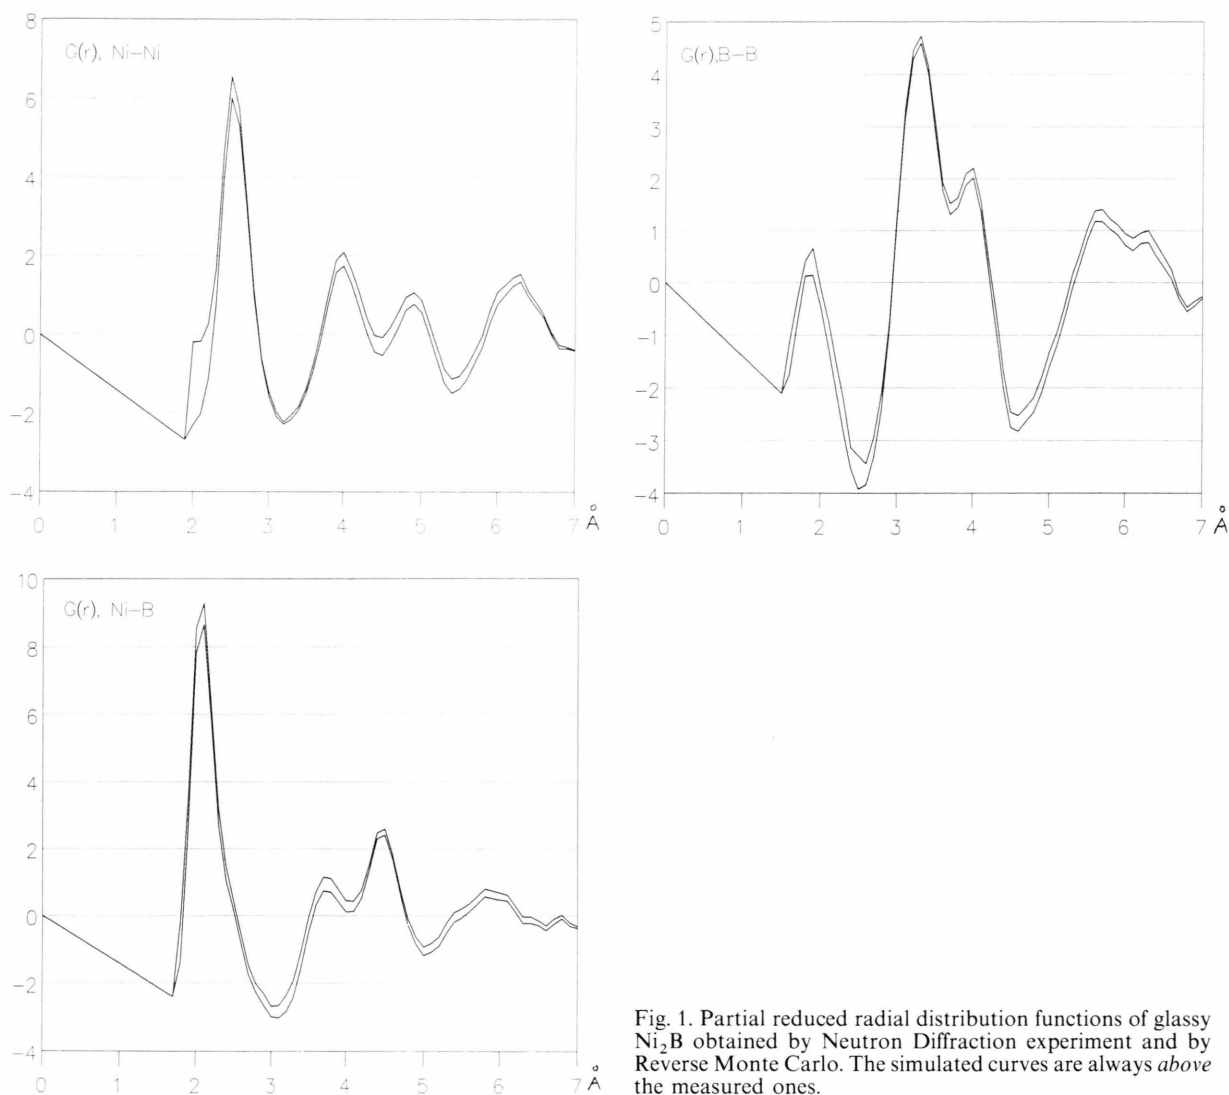 G(r), Ni–Ni
8
6
4
2
0
−2
−4
0 1 2 3 4 5 6 7 Å
G(r),B–B
5
4
3
2
1
0
−1
−2
−3
−4
0 1 2 3 4 5 6 7 Å
G(r), Ni–B
10
8
6
4
2
0
−2
−4
0 1 2 3 4 5 6 7 Å
Fig. 1. Partial reduced radial distribution functions of glassy
Ni₂B obtained by Neutron Diffraction experiment and by
Reverse Monte Carlo. The simulated curves are always above
the measured ones.